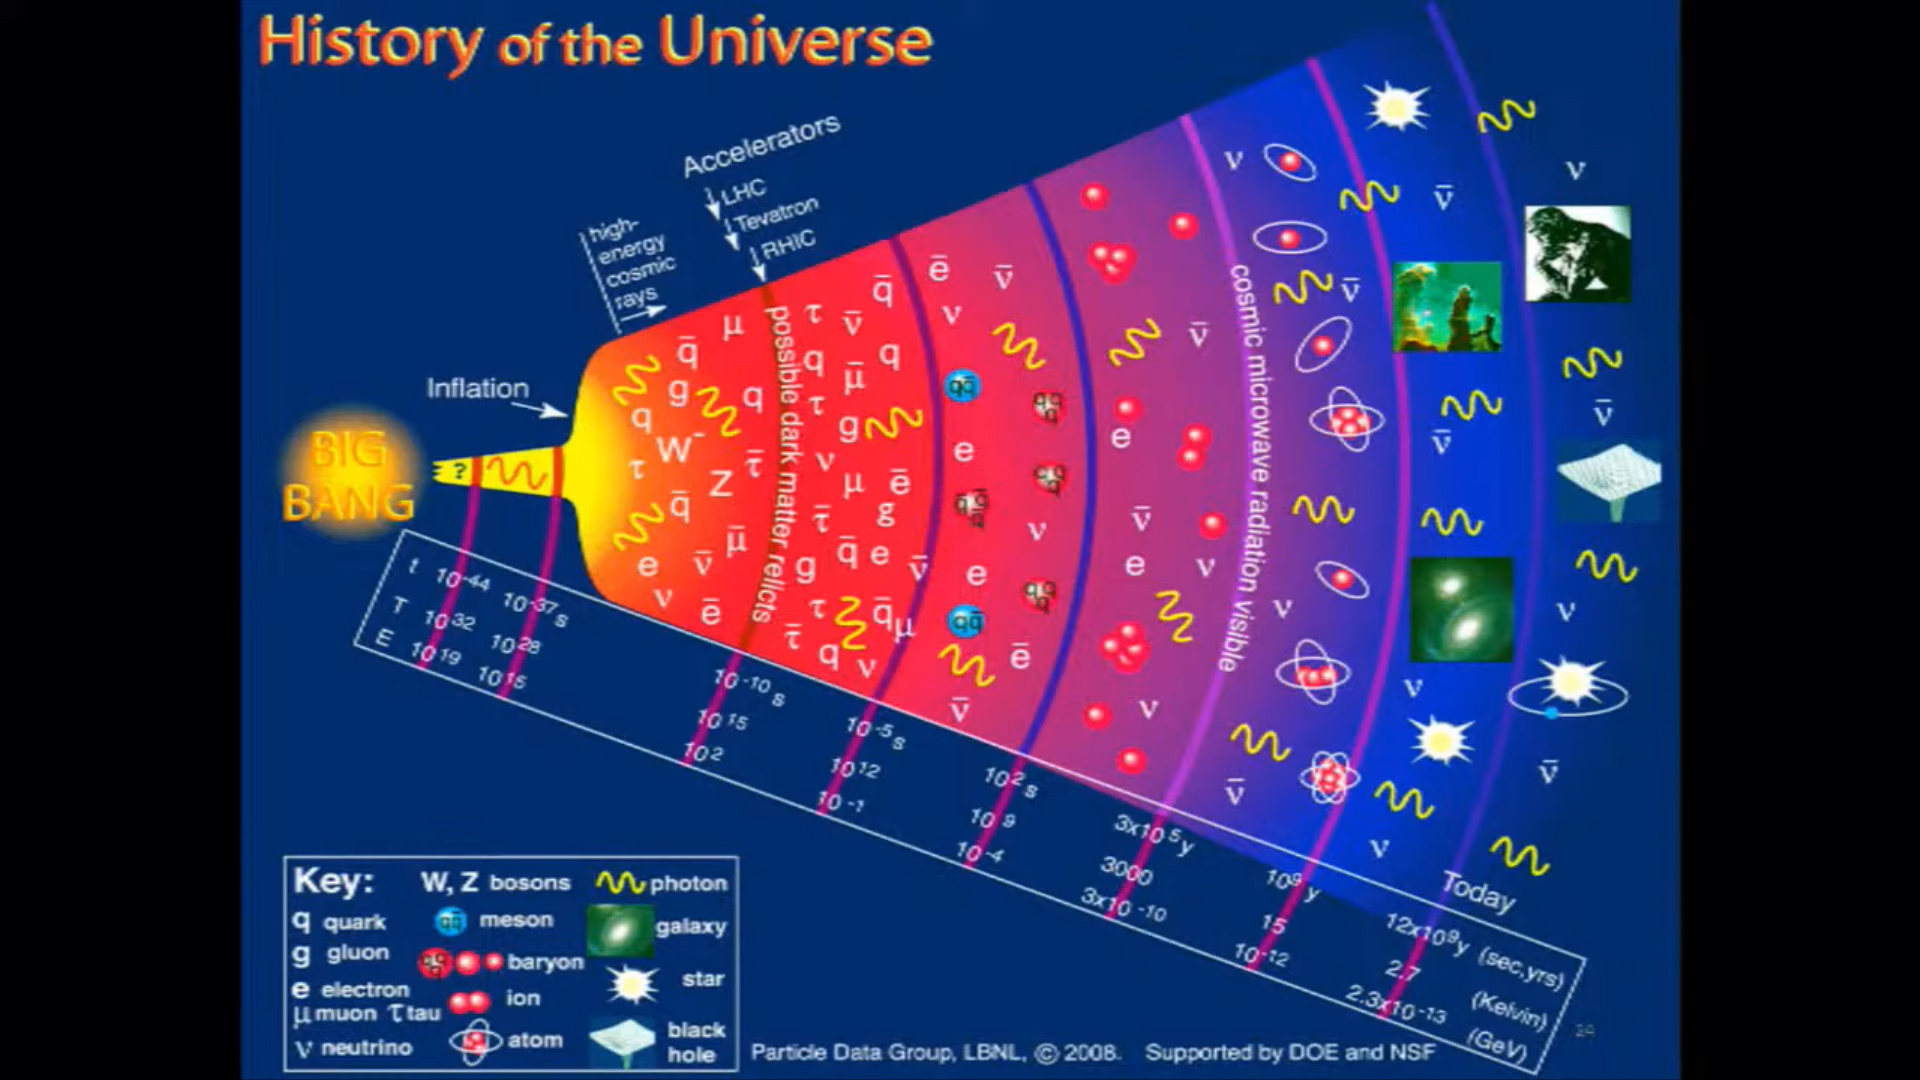 History of the Universe
Accelerators
LHC
Tevatron
RHIC
high-
energy
cosmic
rays
Inflation
BIG
BANG
?
possible dark matter relicts
cosmic microwave radiation visible
μ τ q̄ ē ν̄ ν
q̄ g q W⁻ τ Z τ̄ q̄ μ̄ e ν̄ ν ē
q μ̄ τ g ν μ ē τ̄ g q̄ e g ν̄ τ q̄ μ τ̄ q ν
qq̄
e
ν
e
qq̄
ē
ν̄
t 10⁻⁴⁴ 10⁻³⁷ s 10⁻¹⁰ s 10⁻⁵ s 10² s 3x10⁵ y 10⁹ y 12x10⁹ y (sec,yrs)
T 10³² 10²⁸ 10¹⁵ 10¹² 10⁹ 3000 15 2.7 (Kelvin)
E 10¹⁹ 10¹⁵ 10² 10⁻¹ 10⁻⁴ 3x10⁻¹⁰ 10⁻¹² 2.3x10⁻¹³ (GeV)
Today
Key:
W, Z bosons
photon
q quark
qq̄ meson
galaxy
g gluon
baryon
e electron
star
ion
μ muon τ tau
ν neutrino
atom
black
hole
Particle Data Group, LBNL, © 2008. Supported by DOE and NSF